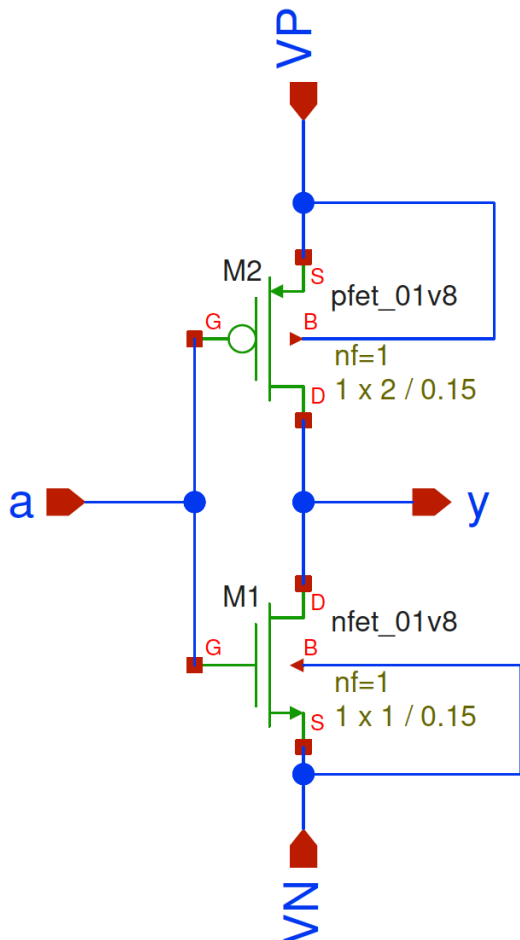 VP
M2
S
pfet_01v8
G
B
nf=1
1 x 2 / 0.15
D
a
y
M1
D
nfet_01v8
G
B
nf=1
1 x 1 / 0.15
S
VN